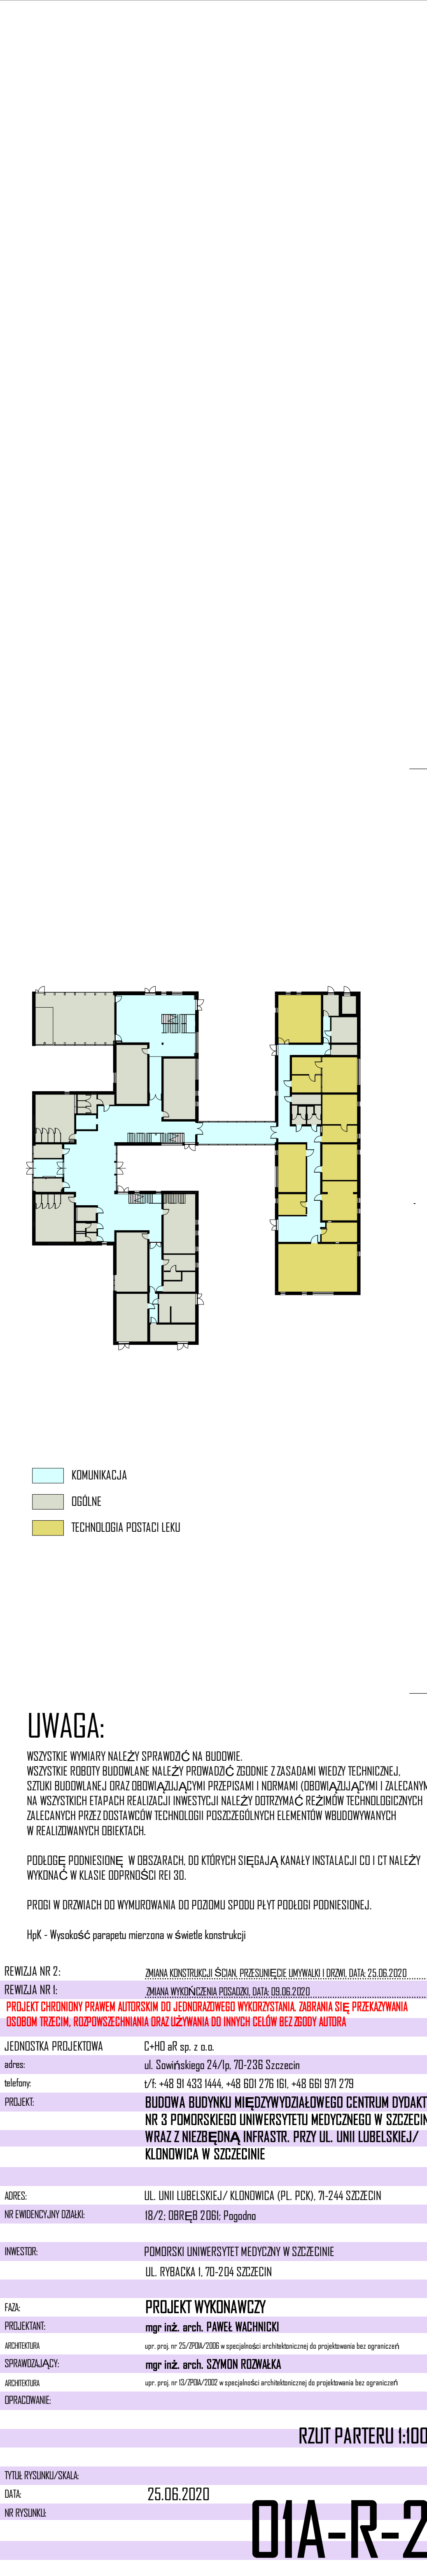 KOMUNIKACJA
OGÓLNE
TECHNOLOGIA POSTACI LEKU
UWAGA:
WSZYSTKIE WYMIARY NALEŻY SPRAWDZIĆ NA BUDOWIE.
WSZYSTKIE ROBOTY BUDOWLANE NALEŻY PROWADZIĆ ZGODNIE Z ZASADAMI WIEDZY TECHNICZNEJ,
SZTUKI BUDOWLANEJ ORAZ OBOWIĄZUJĄCYMI PRZEPISAMI I NORMAMI (OBOWIĄZUJĄCYMI I ZALECANYM
NA WSZYSTKICH ETAPACH REALIZACJI INWESTYCJI NALEŻY DOTRZYMAĆ REŻIMÓW TECHNOLOGICZNYCH
ZALECANYCH PRZEZ DOSTAWCÓW TECHNOLOGII POSZCZEGÓLNYCH ELEMENTÓW WBUDOWYWANYCH
W REALIZOWANYCH OBIEKTACH.
PODŁOGĘ PODNIESIONĘ W OBSZARACH, DO KTÓRYCH SIĘGAJĄ KANAŁY INSTALACJI CO I CT NALEŻY
WYKONAĆ W KLASIE ODPRNOŚCI REI 30.
PROGI W DRZWIACH DO WYMUROWANIA DO POZIOMU SPODU PŁYT PODŁOGI PODNIESIONEJ.
HpK - Wysokość parapetu mierzona w świetle konstrukcji
REWIZJA NR 2: ZMIANA KONSTRUKCJI ŚCIAN, PRZESUNIĘCIE UMYWALKI I DRZWI, DATA: 25.06.2020
REWIZJA NR 1: ZMIANA WYKOŃCZENIA POSADZKI, DATA: 09.06.2020
PROJEKT CHRONIONY PRAWEM AUTORSKIM DO JEDNORAZOWEGO WYKORZYSTANIA. ZABRANIA SIĘ PRZEKAZYWANIA
OSOBOM TRZECIM, ROZPOWSZECHNIANIA ORAZ UŻYWANIA DO INNYCH CELÓW BEZ ZGODY AUTORA
JEDNOSTKA PROJEKTOWA C+HO aR sp. z o.o.
adres: ul. Sowińskiego 24/lp, 70-236 Szczecin
telefony: t/f: +48 91 433 1444, +48 601 276 161, +48 661 971 279
PROJEKT: BUDOWA BUDYNKU MIĘDZYWYDZIAŁOWEGO CENTRUM DYDAKT
NR 3 POMORSKIEGO UNIWERSYTETU MEDYCZNEGO W SZCZECIN
WRAZ Z NIEZBĘDNĄ INFRASTR. PRZY UL. UNII LUBELSKIEJ/
KLONOWICA W SZCZECINIE
ADRES: UL. UNII LUBELSKIEJ/ KLONOWICA (PL. PCK), 71-244 SZCZECIN
NR EWIDENCYJNY DZIAŁKI: 18/2; OBRĘB 2061; Pogodno
INWESTOR: POMORSKI UNIWERSYTET MEDYCZNY W SZCZECINIE
UL. RYBACKA 1, 70-204 SZCZECIN
FAZA: PROJEKT WYKONAWCZY
PROJEKTANT: mgr inż. arch. PAWEŁ WACHNICKI
ARCHITEKTURA upr. proj. nr 25/ZPOIA/2006 w specjalności architektonicznej do projektowania bez ograniczeń
SPRAWDZAJĄCY: mgr inż. arch. SZYMON ROZWAŁKA
ARCHITEKTURA upr. proj. nr 13/ZPOIA/2002 w specjalności architektonicznej do projektowania bez ograniczeń
OPRACOWANIE:
RZUT PARTERU 1:100
TYTUŁ RYSUNKU/SKALA:
DATA: 25.06.2020
NR RYSUNKU: 01A-R-2